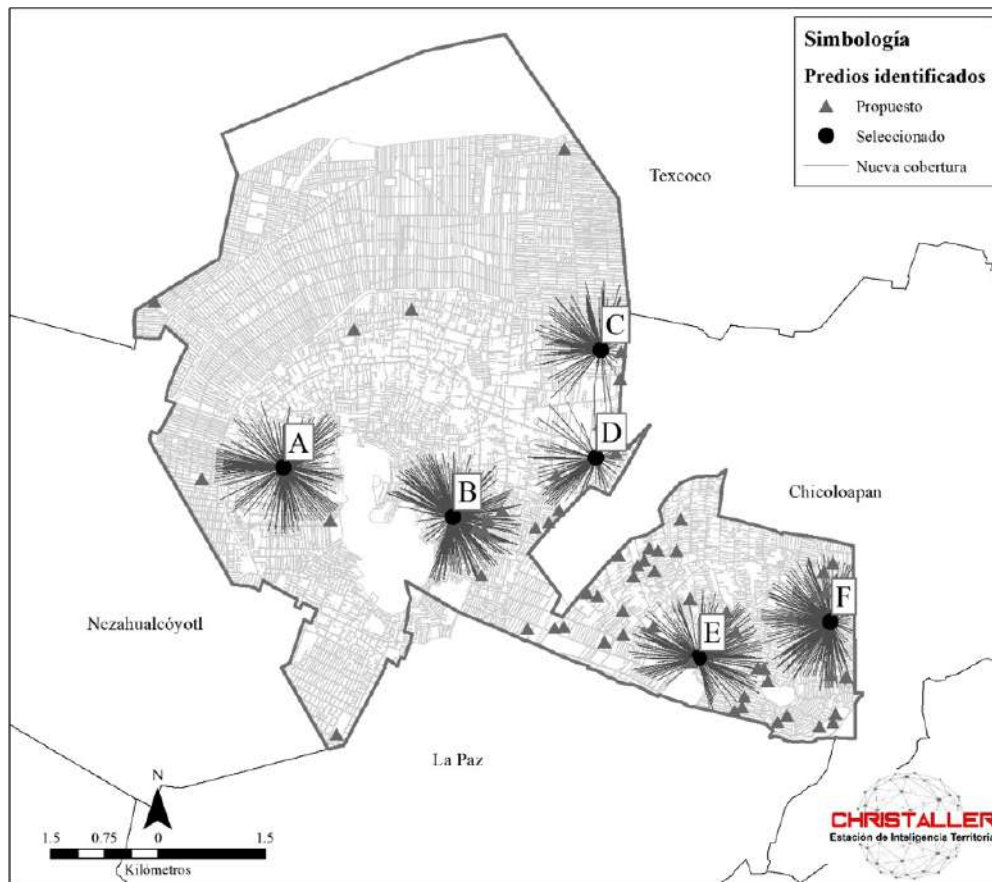 Simbología
Predios identificados
Propuesto
Seleccionado
Nueva cobertura
Texcoco
C
D
A
B
Chicoloapan
F
E
Nezahualcóyotl
La Paz
N
1.5 0.75 0 1.5
Kilómetros
CHRISTALLER
Estación de Inteligencia Territoria